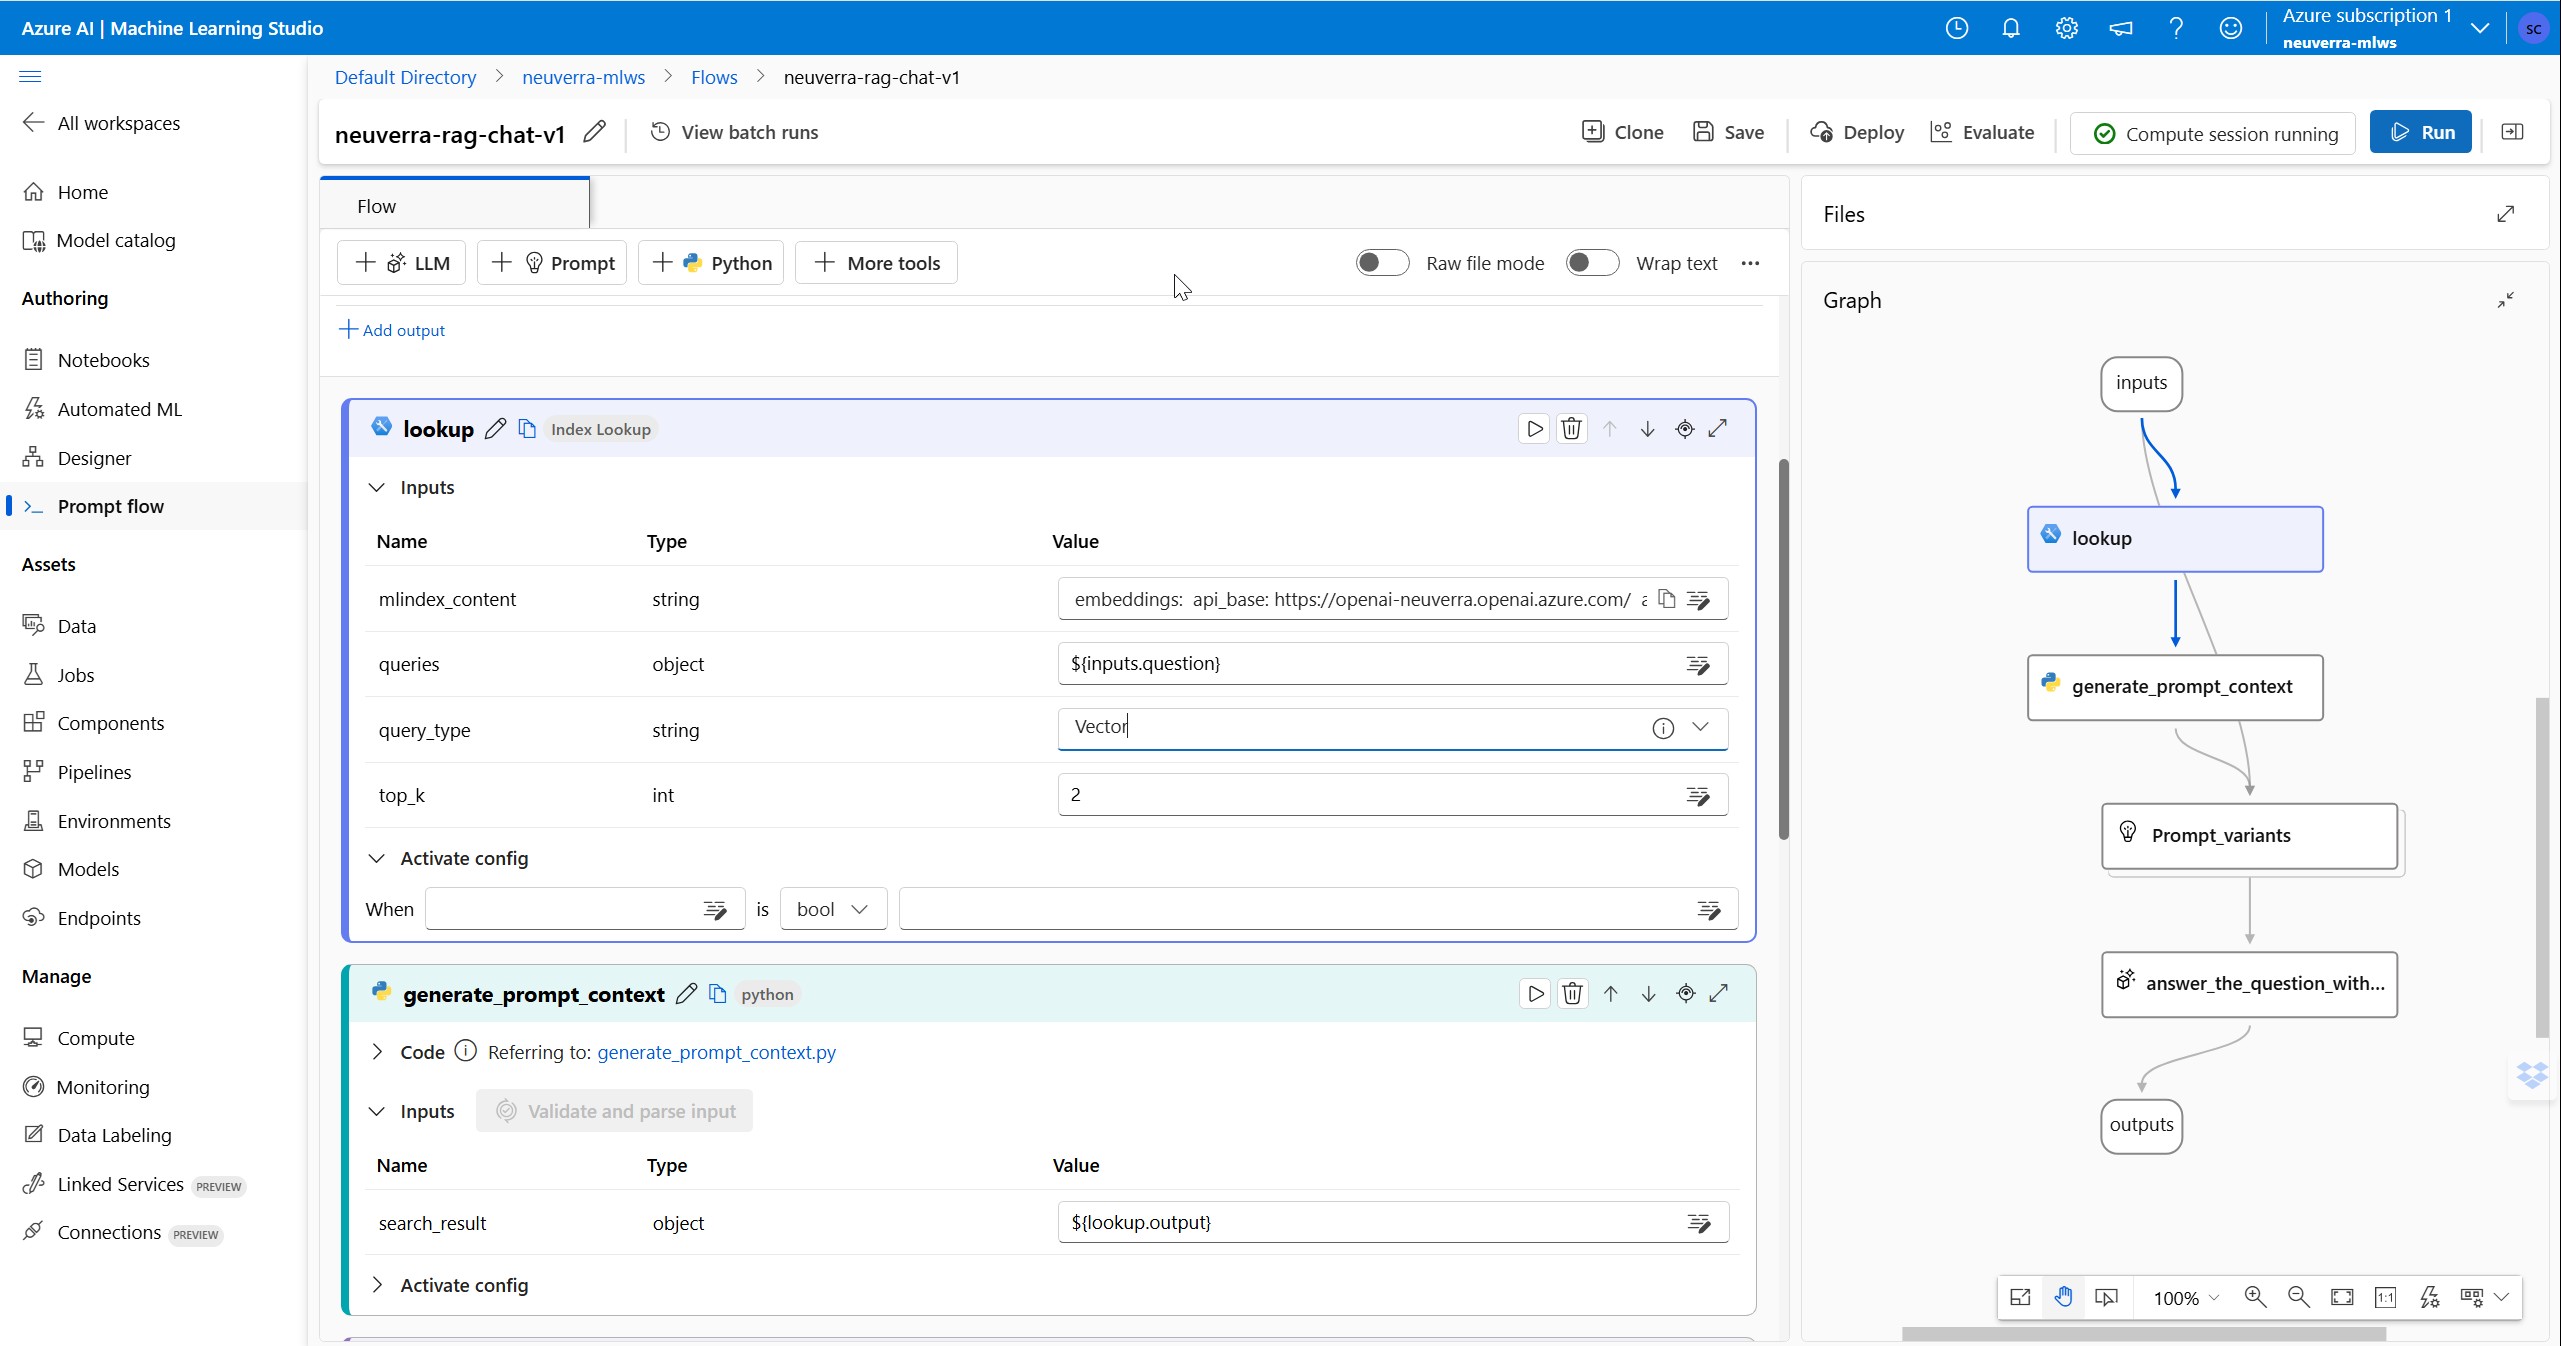 Azure AI | Machine Learning Studio
Azure subscription 1
neuverra-mlws
SC
All workspaces
Home
Model catalog
Authoring
Notebooks
Automated ML
Designer
Prompt flow
Assets
Data
Jobs
Components
Pipelines
Environments
Models
Endpoints
Manage
Compute
Monitoring
Data Labeling
Linked Services PREVIEW
Connections PREVIEW
Default Directory > neuverra-mlws > Flows > neuverra-rag-chat-v1
neuverra-rag-chat-v1 View batch runs Clone Save Deploy Evaluate Compute session running Run
Flow
LLM Prompt Python More tools Raw file mode Wrap text
Add output
lookup Index Lookup
Inputs
Name Type Value
mlindex_content string embeddings: api_base: https://openai-neuverra.openai.azure.com/
queries object ${inputs.question}
query_type string Vector
top_k int 2
Activate config
When is bool
generate_prompt_context python
Code Referring to: generate_prompt_context.py
Inputs Validate and parse input
Name Type Value
search_result object ${lookup.output}
Activate config
Files
Graph
inputs
lookup
generate_prompt_context
Prompt_variants
answer_the_question_with...
outputs
100% 1:1